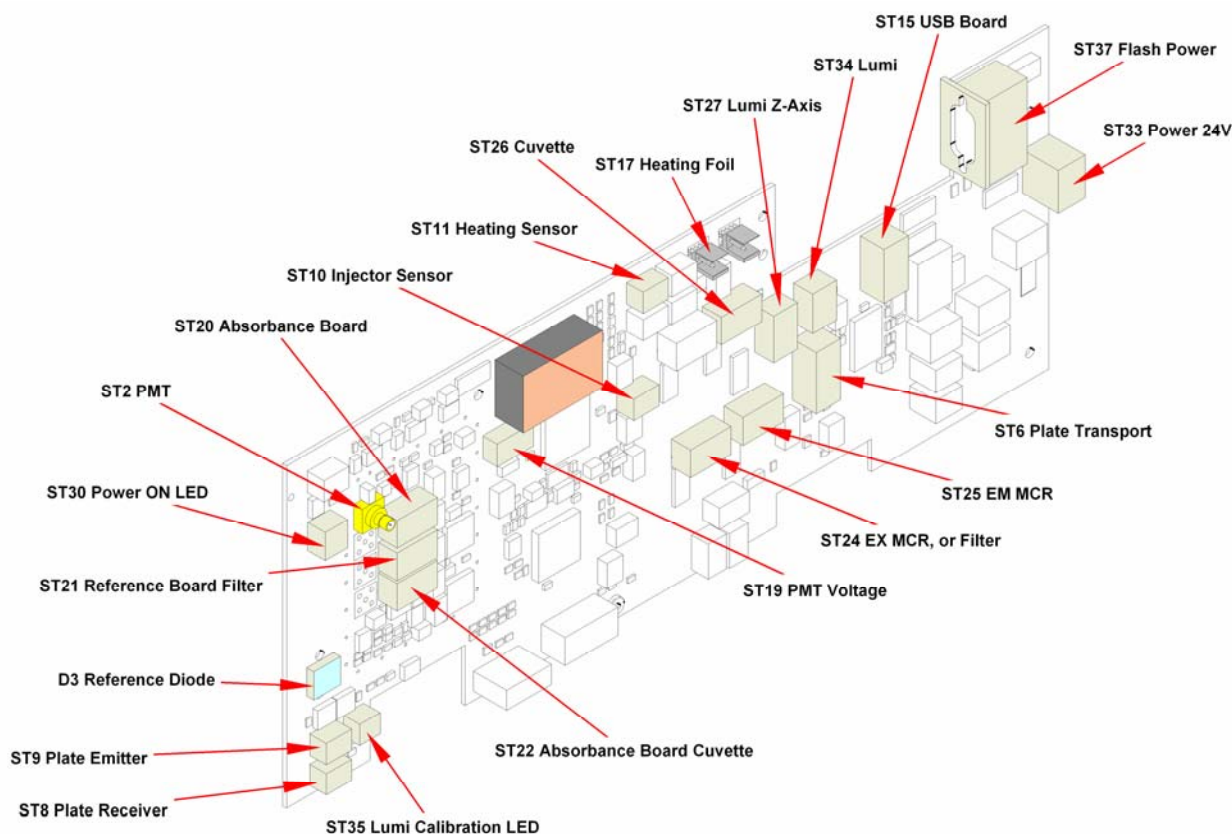 ST15 USB Board
ST37 Flash Power
ST34 Lumi
ST27 Lumi Z-Axis
ST33 Power 24V
ST26 Cuvette
ST17 Heating Foil
ST11 Heating Sensor
ST10 Injector Sensor
ST20 Absorbance Board
ST2 PMT
ST6 Plate Transport
ST30 Power ON LED
ST25 EM MCR
ST24 EX MCR, or Filter
ST21 Reference Board Filter
ST19 PMT Voltage
D3 Reference Diode
ST22 Absorbance Board Cuvette
ST9 Plate Emitter
ST8 Plate Receiver
ST35 Lumi Calibration LED